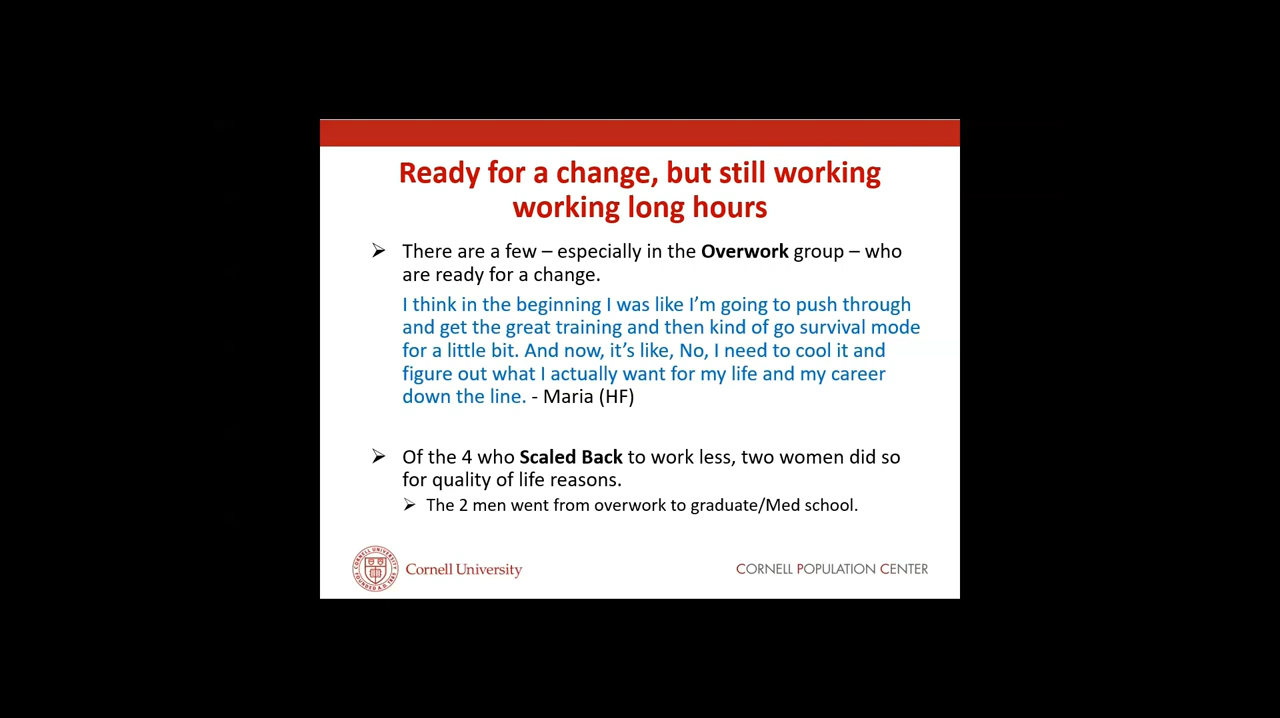 Ready for a change, but still working
working long hours
➢ There are a few – especially in the Overwork group – who
are ready for a change.
I think in the beginning I was like I'm going to push through
and get the great training and then kind of go survival mode
for a little bit. And now, it's like, No, I need to cool it and
figure out what I actually want for my life and my career
down the line. - Maria (HF)
➢ Of the 4 who Scaled Back to work less, two women did so
for quality of life reasons.
➢ The 2 men went from overwork to graduate/Med school.
Cornell University
CORNELL POPULATION CENTER